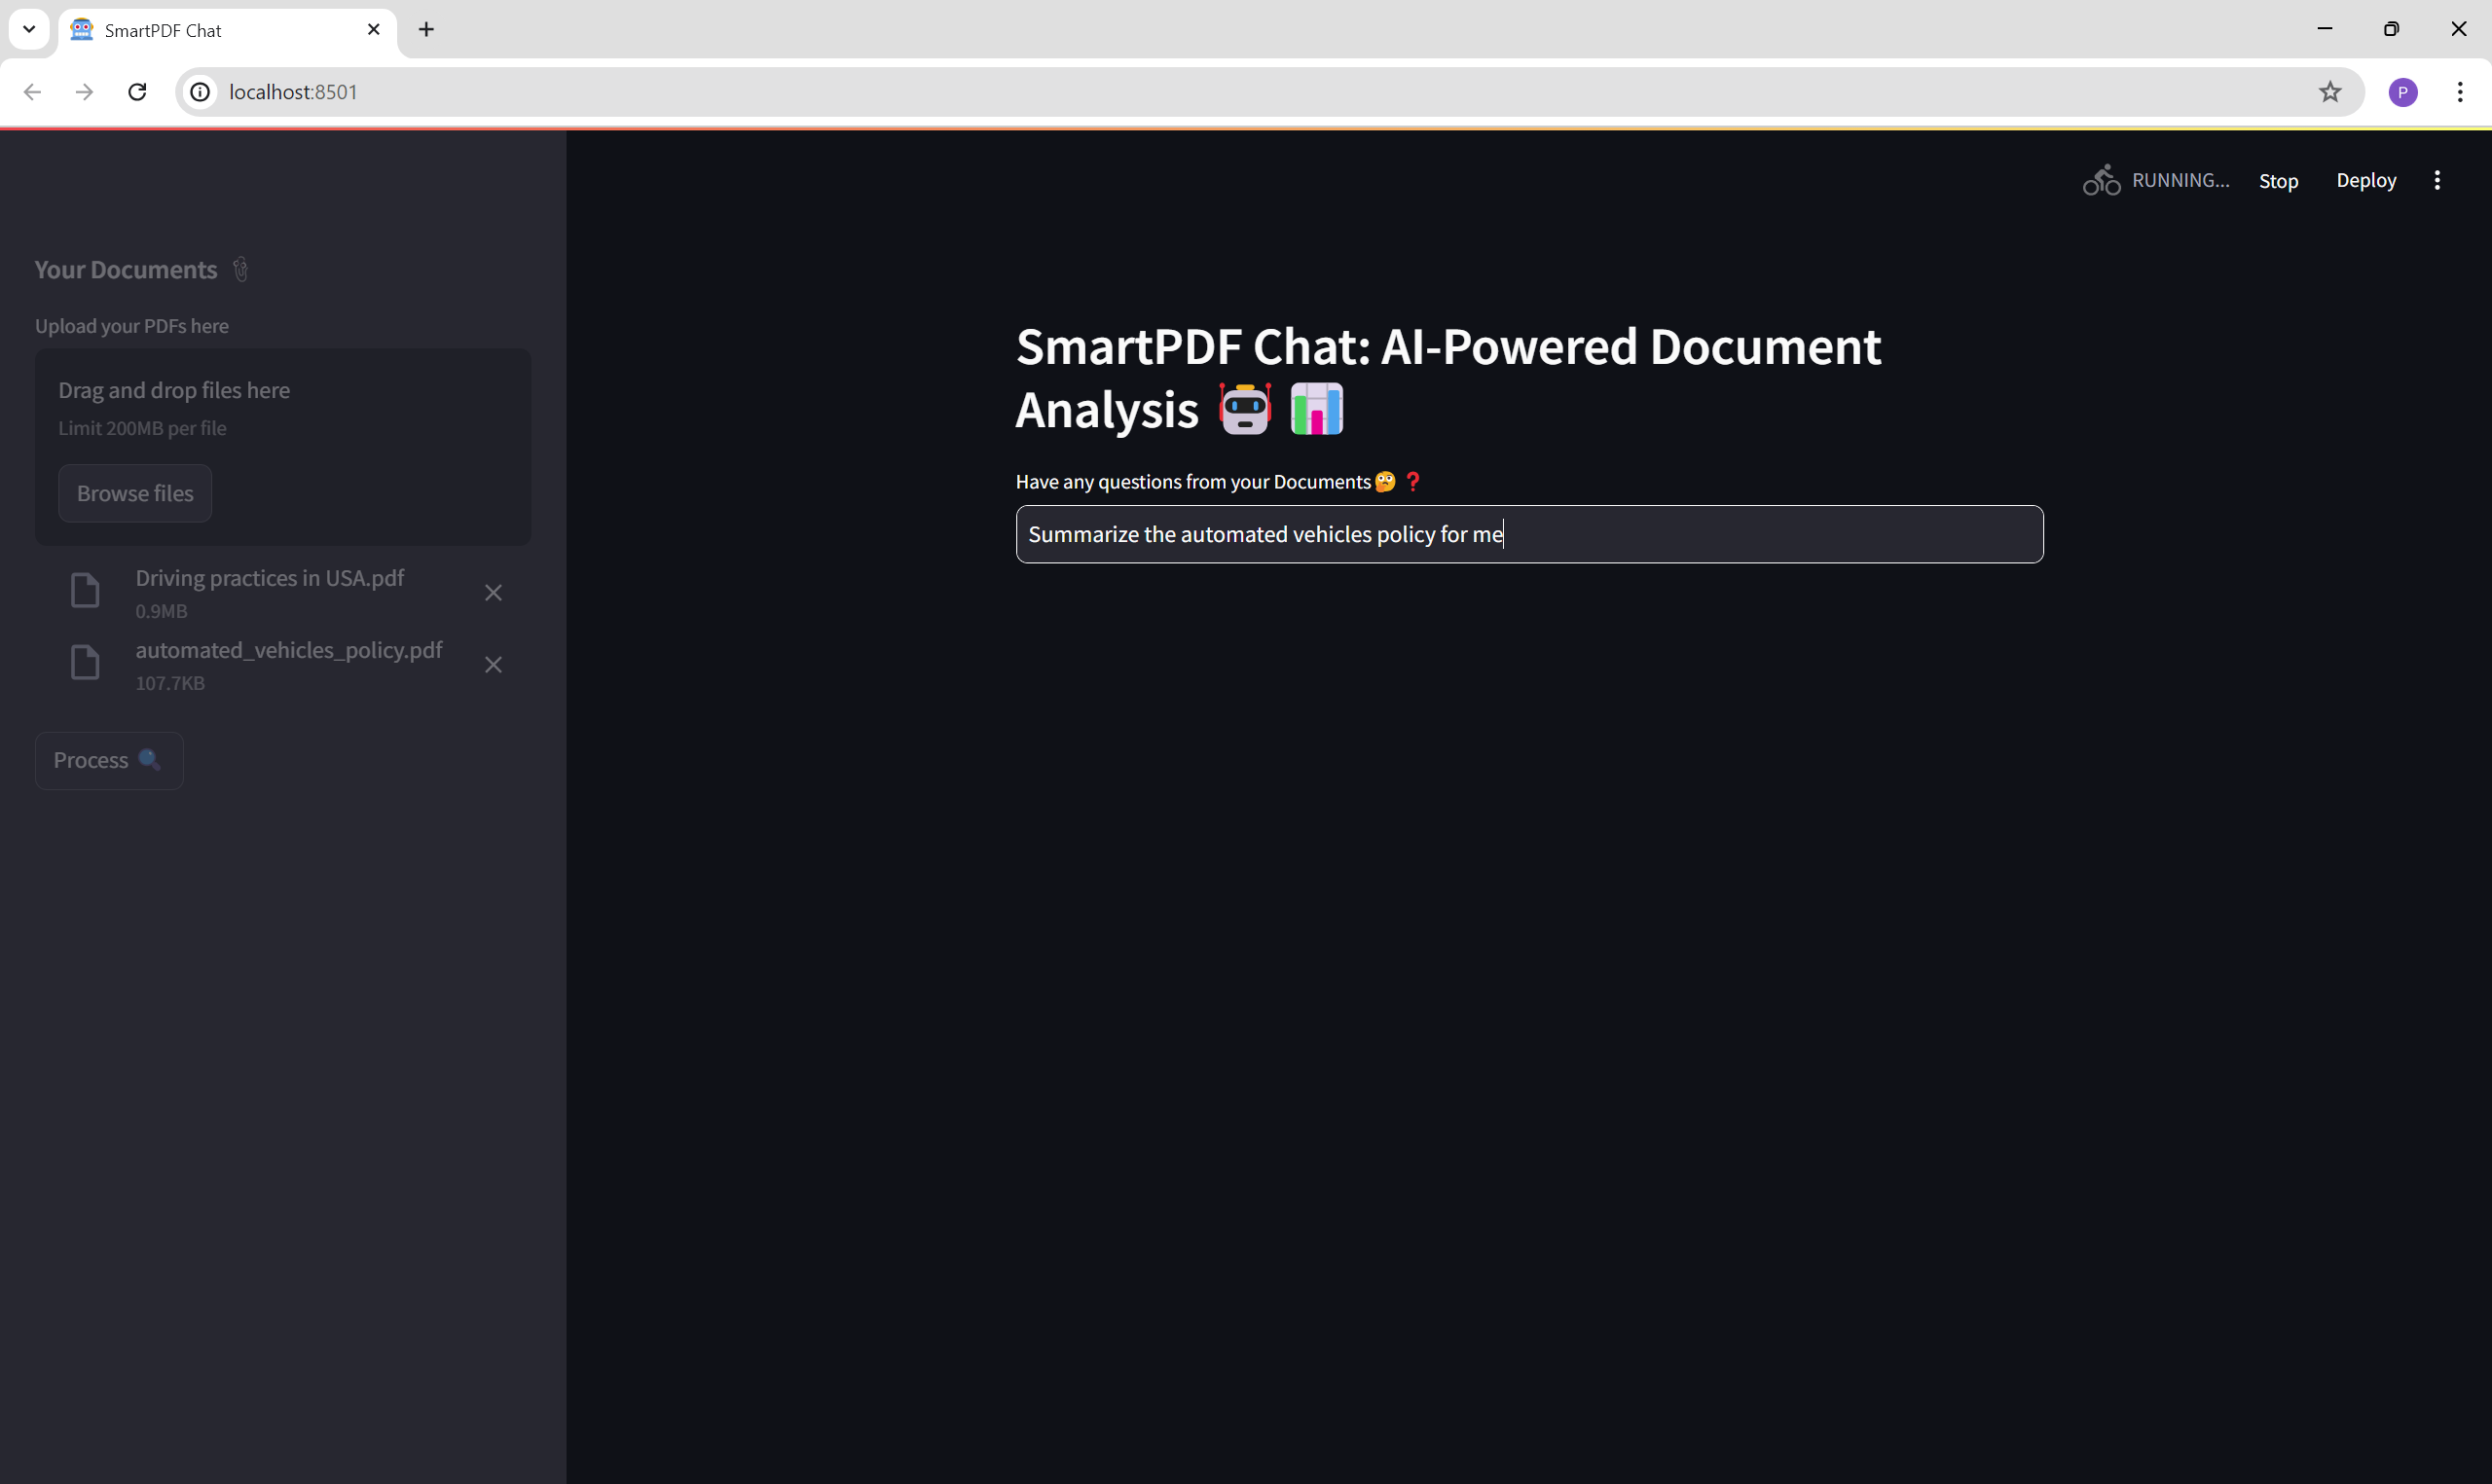 SmartPDF Chat
localhost:8501
P
RUNNING...
Stop
Deploy
Your Documents
Upload your PDFs here
Drag and drop files here
Limit 200MB per file
Browse files
Driving practices in USA.pdf
0.9MB
automated_vehicles_policy.pdf
107.7KB
Process
SmartPDF Chat: AI-Powered Document
Analysis
Have any questions from your Documents🤔❓
Summarize the automated vehicles policy for me